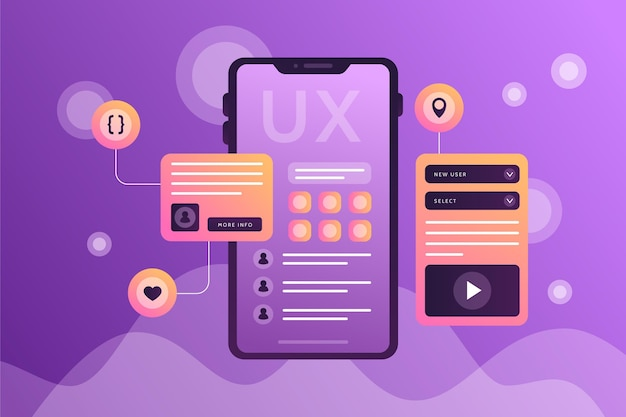 UX
{ }
MORE INFO
NEW USER
SELECT